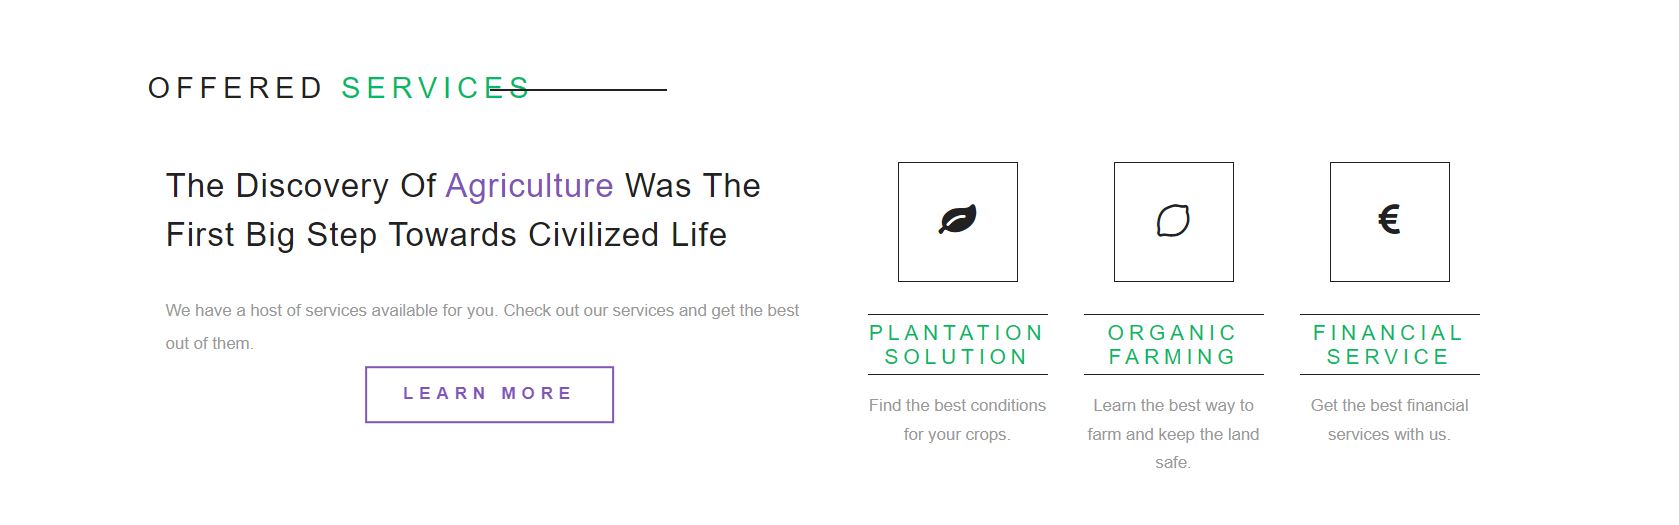 OFFERED SERVICES
The Discovery Of Agriculture Was The
First Big Step Towards Civilized Life
We have a host of services available for you. Check out our services and get the best
out of them.
LEARN MORE
€
PLANTATION
SOLUTION
Find the best conditions
for your crops.
ORGANIC
FARMING
Learn the best way to
farm and keep the land
safe.
FINANCIAL
SERVICE
Get the best financial
services with us.